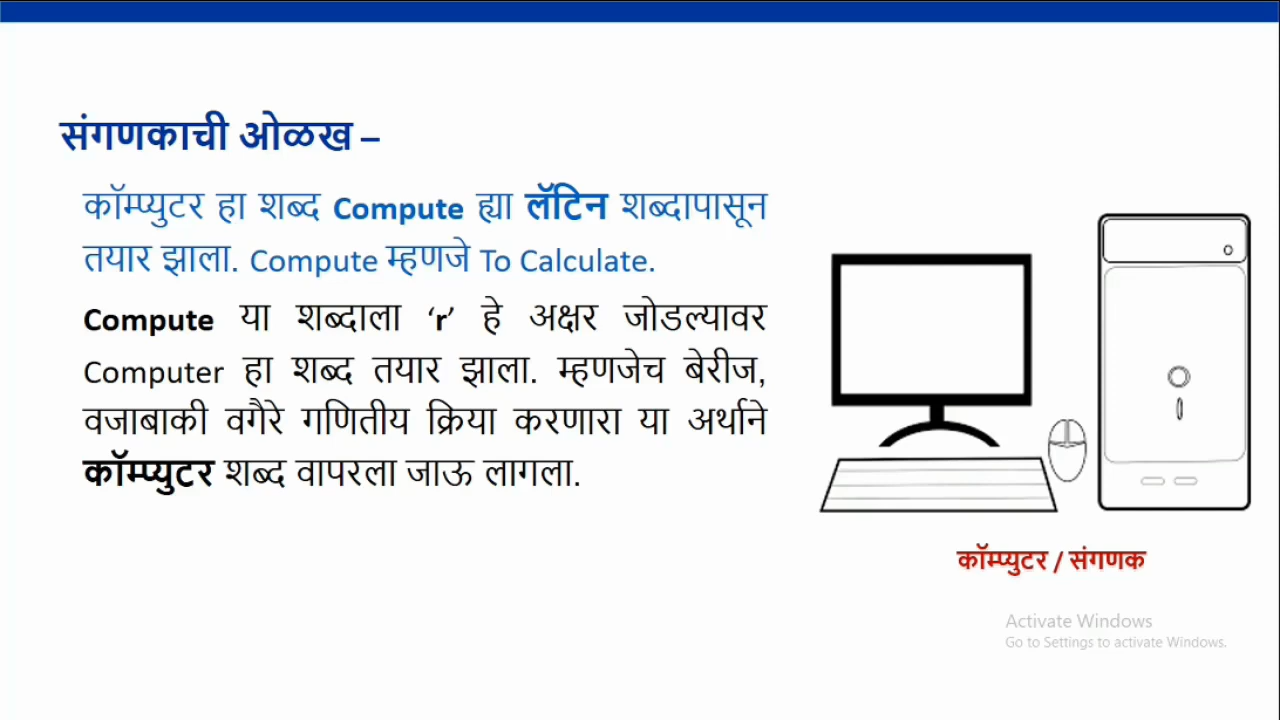 संगणकाची ओळख –
कॉम्प्युटर हा शब्द Compute ह्या लॅटिन शब्दापासून
तयार झाला. Compute म्हणजे To Calculate.
Compute या शब्दाला ‘r’ हे अक्षर जोडल्यावर
Computer हा शब्द तयार झाला. म्हणजेच बेरीज,
वजाबाकी वगैरे गणितीय क्रिया करणारा या अर्थाने
कॉम्प्युटर शब्द वापरला जाऊ लागला.
कॉम्प्युटर / संगणक
Activate Windows
Go to Settings to activate Windows.